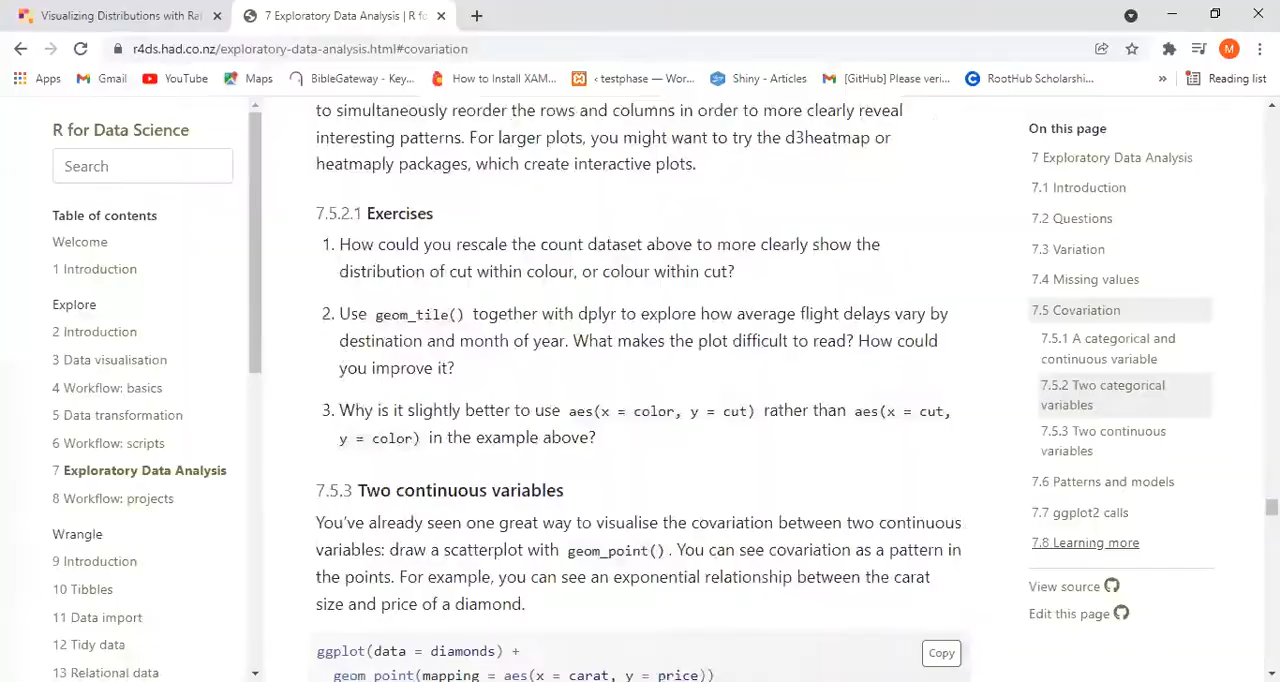 Visualizing Distributions with Rai
7 Exploratory Data Analysis | R fo
r4ds.had.co.nz/exploratory-data-analysis.html#covariation
M
Apps
Gmail
YouTube
Maps
BibleGateway - Key...
How to Install XAM...
‹ testphase — Wor...
Shiny - Articles
[GitHub] Please veri...
RootHub Scholarshi...
»
Reading list
R for Data Science
Search
Table of contents
Welcome
1 Introduction
Explore
2 Introduction
3 Data visualisation
4 Workflow: basics
5 Data transformation
6 Workflow: scripts
7 Exploratory Data Analysis
8 Workflow: projects
Wrangle
9 Introduction
10 Tibbles
11 Data import
12 Tidy data
13 Relational data
to simultaneously reorder the rows and columns in order to more clearly reveal
interesting patterns. For larger plots, you might want to try the d3heatmap or
heatmaply packages, which create interactive plots.
7.5.2.1 Exercises
1. How could you rescale the count dataset above to more clearly show the
distribution of cut within colour, or colour within cut?
2. Use geom_tile() together with dplyr to explore how average flight delays vary by
destination and month of year. What makes the plot difficult to read? How could
you improve it?
3. Why is it slightly better to use aes(x = color, y = cut) rather than aes(x = cut,
y = color) in the example above?
7.5.3 Two continuous variables
You've already seen one great way to visualise the covariation between two continuous
variables: draw a scatterplot with geom_point(). You can see covariation as a pattern in
the points. For example, you can see an exponential relationship between the carat
size and price of a diamond.
ggplot(data = diamonds) +
Copy
geom_point(mapping = aes(x = carat, y = price))
On this page
7 Exploratory Data Analysis
7.1 Introduction
7.2 Questions
7.3 Variation
7.4 Missing values
7.5 Covariation
7.5.1 A categorical and
continuous variable
7.5.2 Two categorical
variables
7.5.3 Two continuous
variables
7.6 Patterns and models
7.7 ggplot2 calls
7.8 Learning more
View source
Edit this page